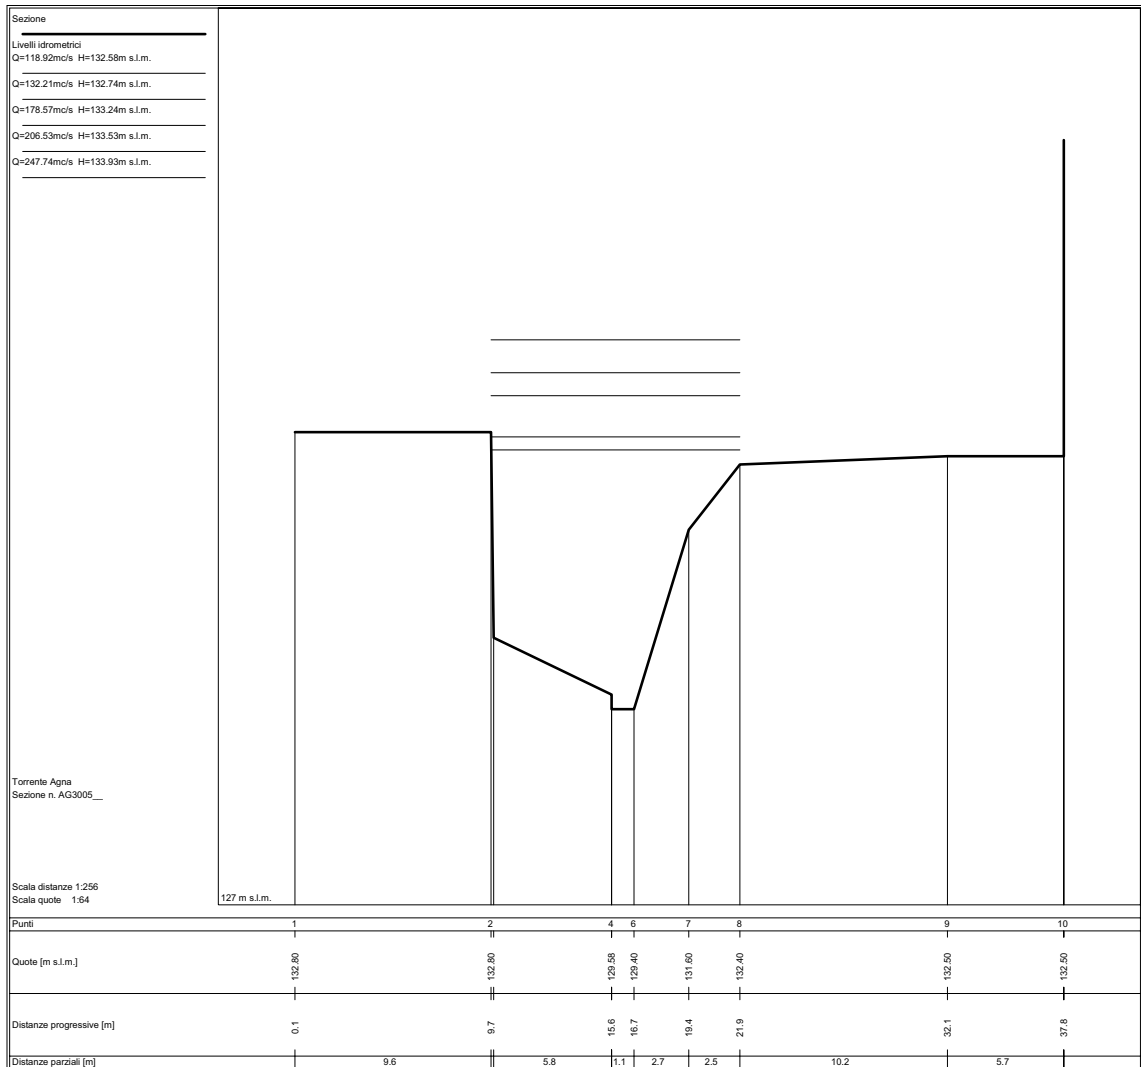 Sezione
Livelli idrometrici
Q=118.92mc/s H=132.58m s.l.m.
Q=132.21mc/s H=132.74m s.l.m.
Q=178.57mc/s H=133.24m s.l.m.
Q=206.53mc/s H=133.53m s.l.m.
Q=247.74mc/s H=133.93m s.l.m.
Torrente Agna
Sezione n. AG3005__
Scala distanze 1:256
Scala quote 1:64
127 m s.l.m.
Punti 1 2 4 6 7 8 9 10
Quote [m s.l.m.] 132.80 132.80 129.58 129.40 131.60 132.40 132.50 132.50
Distanze progressive [m] 0.1 9.7 15.6 16.7 19.4 21.9 32.1 37.8
Distanze parziali [m] 9.6 5.8 1.1 2.7 2.5 10.2 5.7